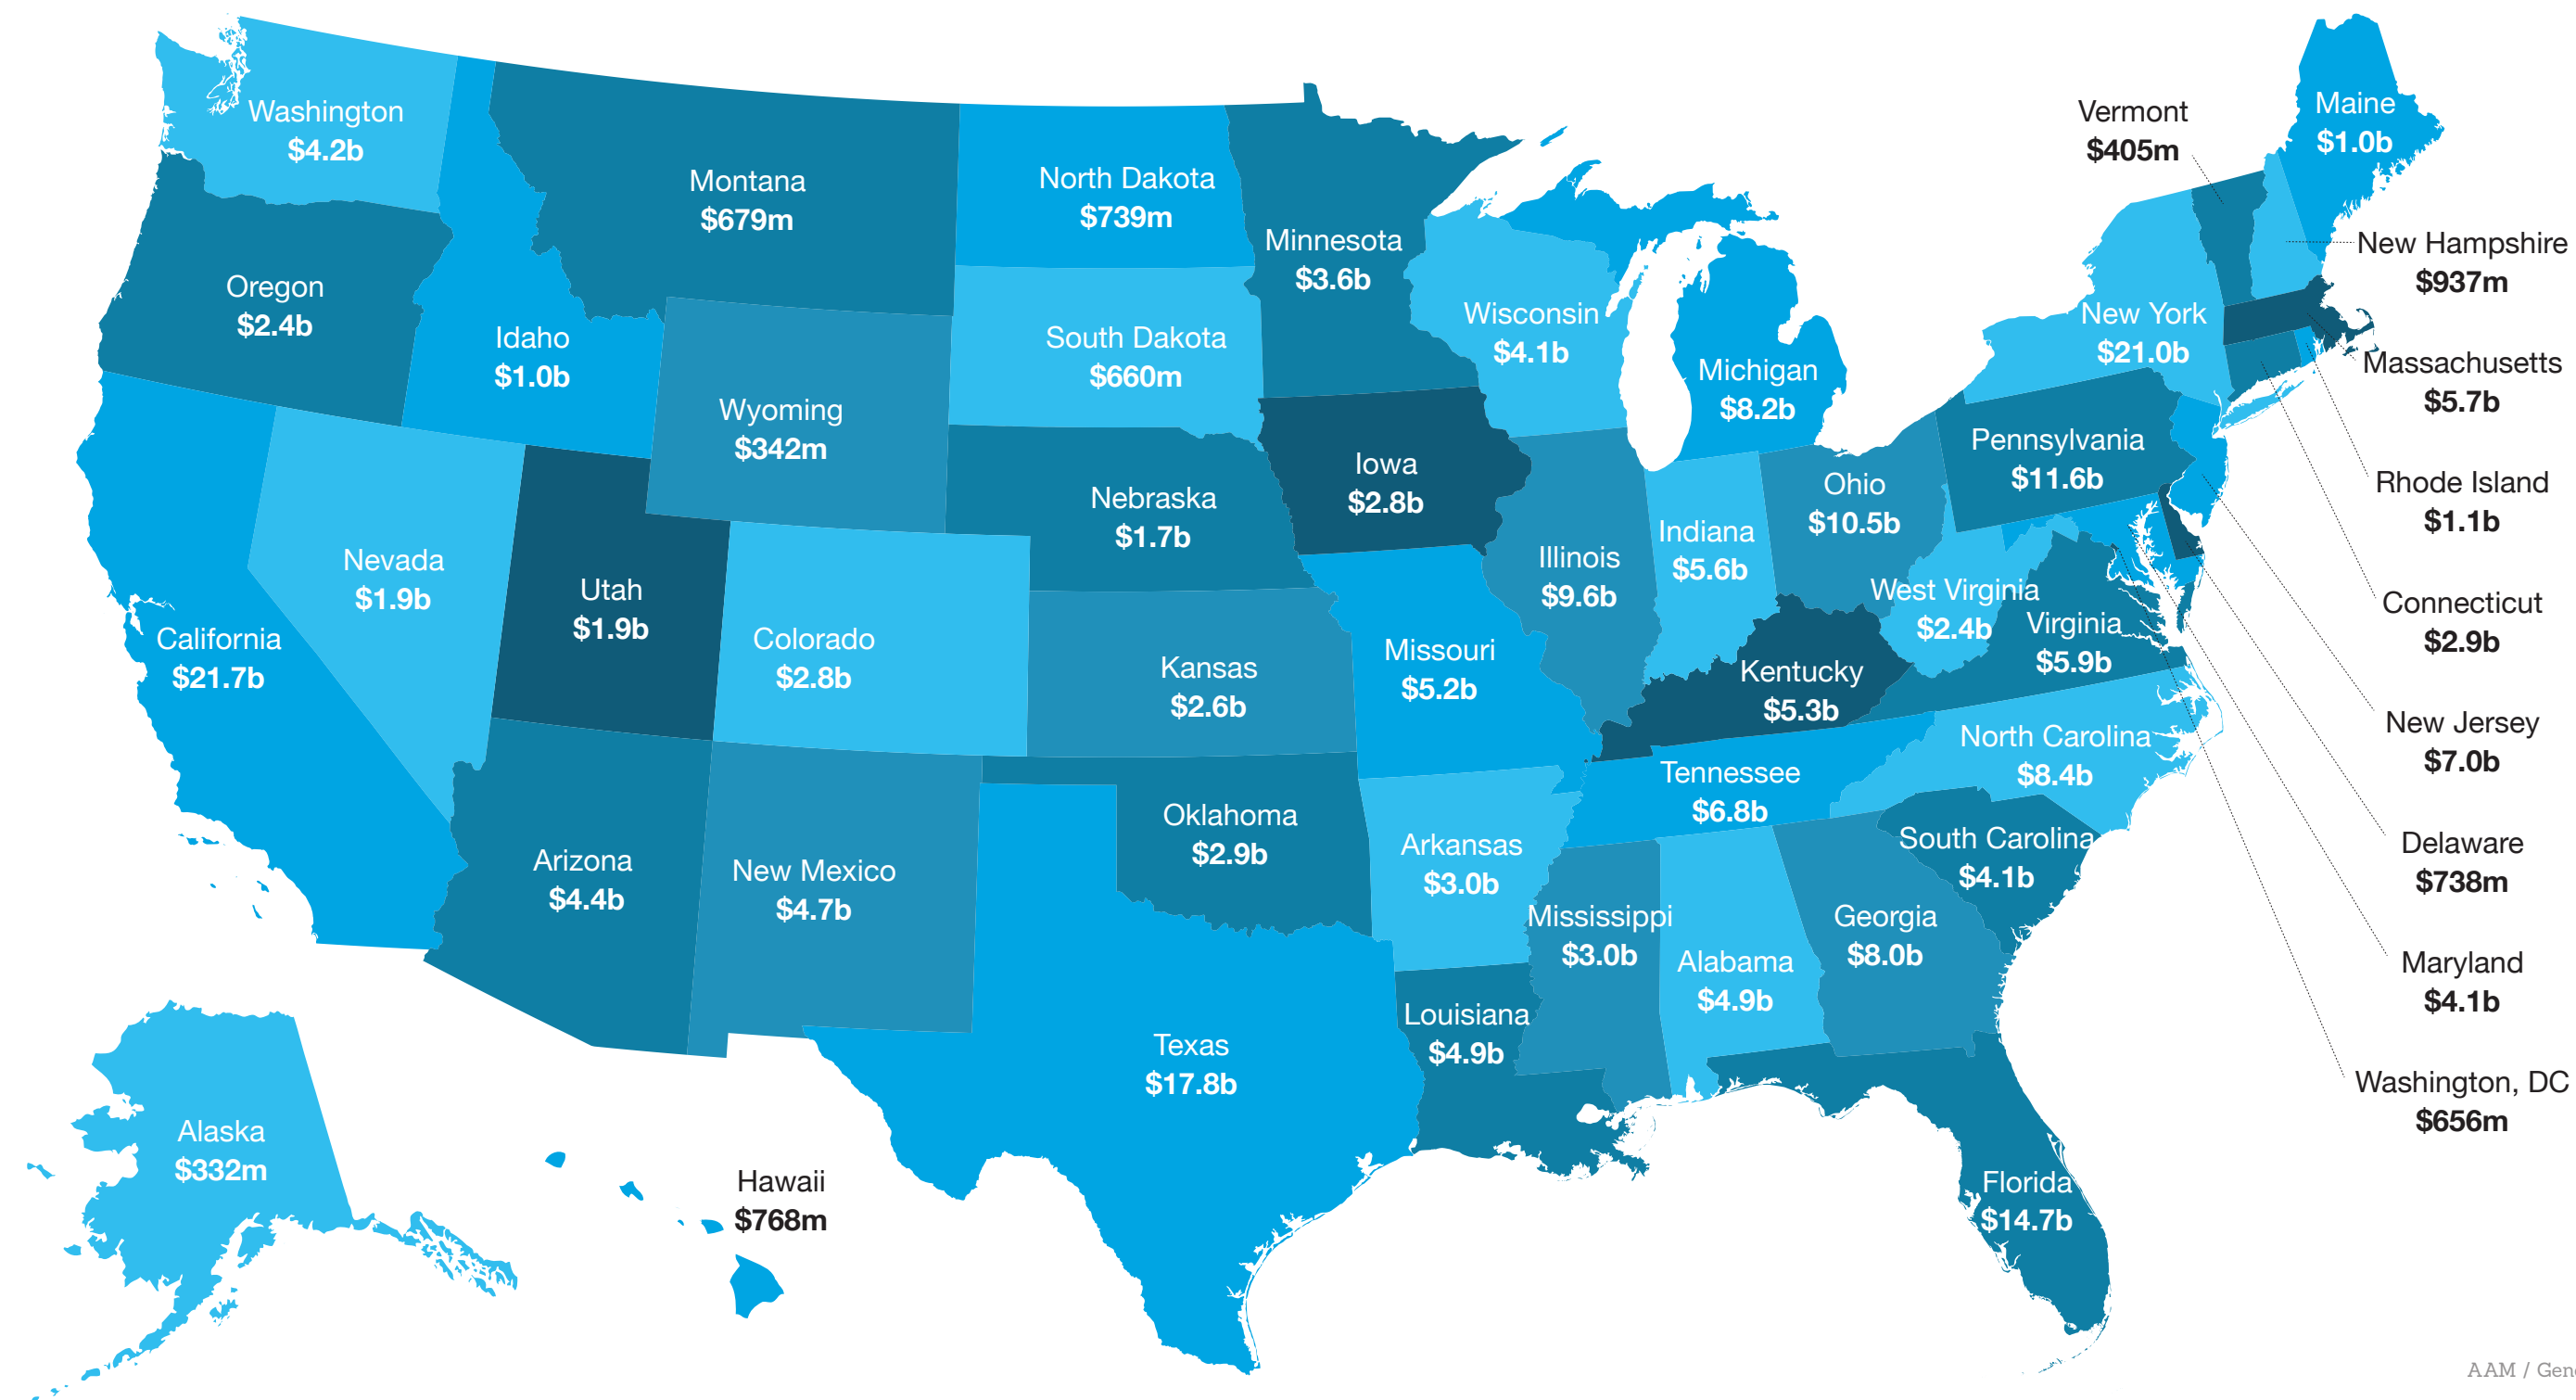 Washington
$4.2b
Oregon
$2.4b
California
$21.7b
Nevada
$1.9b
Idaho
$1.0b
Montana
$679m
Wyoming
$342m
Utah
$1.9b
Colorado
$2.8b
Arizona
$4.4b
New Mexico
$4.7b
North Dakota
$739m
South Dakota
$660m
Nebraska
$1.7b
Kansas
$2.6b
Oklahoma
$2.9b
Texas
$17.8b
Minnesota
$3.6b
Iowa
$2.8b
Missouri
$5.2b
Arkansas
$3.0b
Louisiana
$4.9b
Wisconsin
$4.1b
Illinois
$9.6b
Michigan
$8.2b
Indiana
$5.6b
Ohio
$10.5b
Kentucky
$5.3b
Tennessee
$6.8b
Mississippi
$3.0b
Alabama
$4.9b
Georgia
$8.0b
Florida
$14.7b
South Carolina
$4.1b
North Carolina
$8.4b
Virginia
$5.9b
West Virginia
$2.4b
Pennsylvania
$11.6b
New York
$21.0b
Vermont
$405m
Maine
$1.0b
New Hampshire
$937m
Massachusetts
$5.7b
Rhode Island
$1.1b
Connecticut
$2.9b
New Jersey
$7.0b
Delaware
$738m
Maryland
$4.1b
Washington, DC
$656m
Alaska
$332m
Hawaii
$768m
AAM /